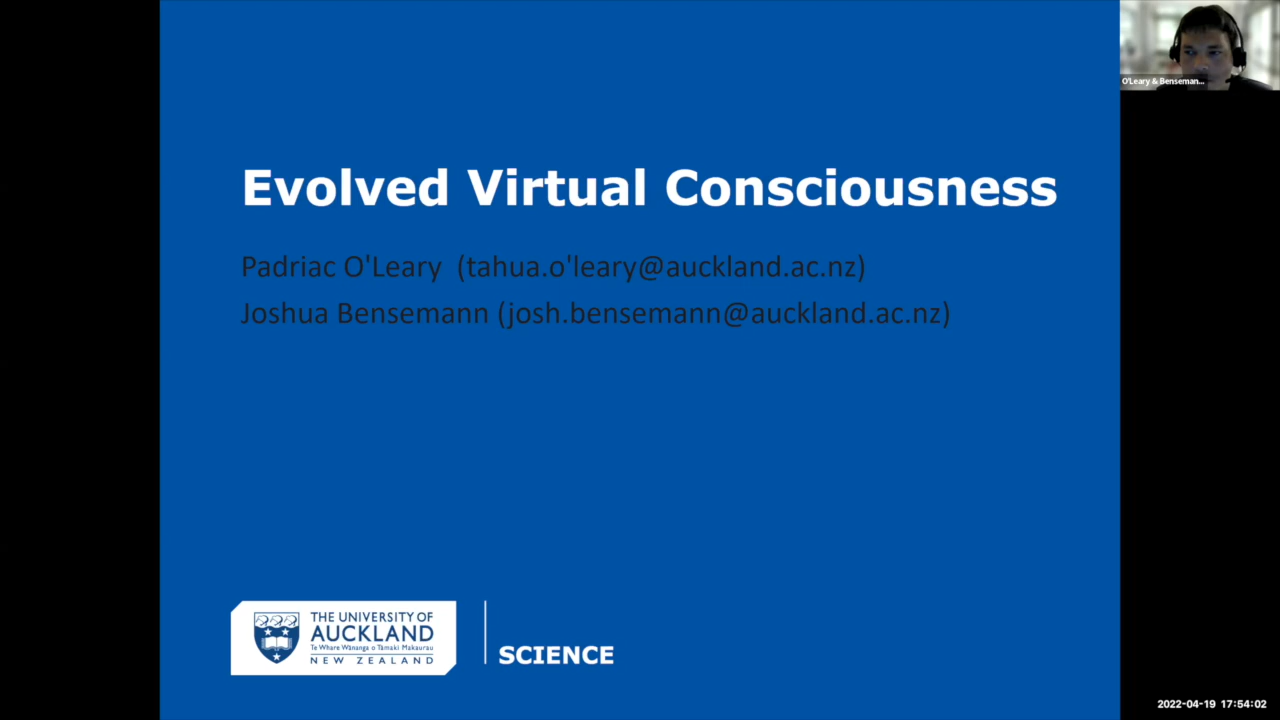 O'Leary & Benseman...
Evolved Virtual Consciousness
Padriac O'Leary (tahua.o'leary@auckland.ac.nz)
Joshua Bensemann (josh.bensemann@auckland.ac.nz)
THE UNIVERSITY OF
AUCKLAND
Te Whare Wānanga o Tāmaki Makaurau
NEW ZEALAND
SCIENCE
2022-04-19 17:54:02